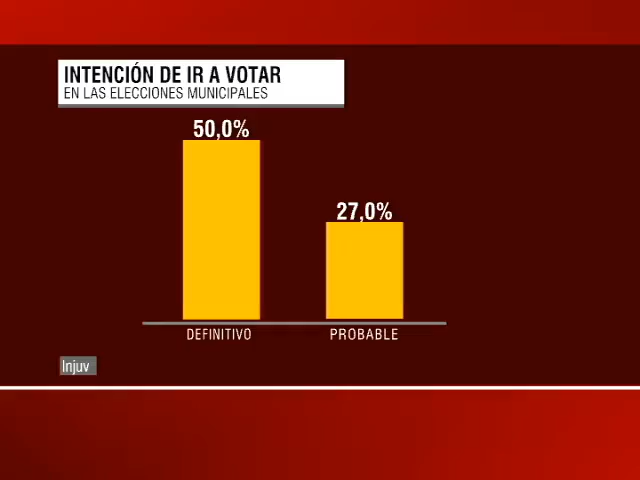 INTENCIÓN DE IR A VOTAR
EN LAS ELECCIONES MUNICIPALES
50,0%
27,0%
DEFINITIVO PROBABLE
Injuv